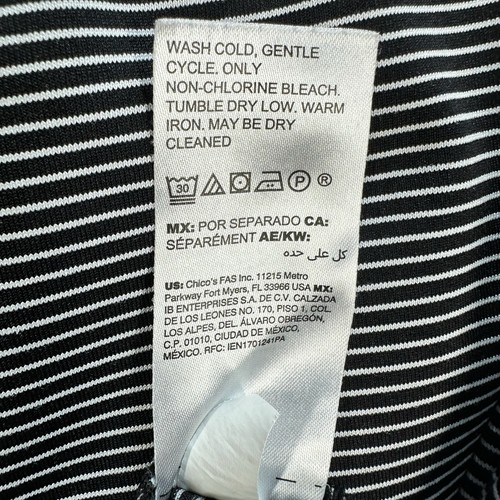 WASH COLD, GENTLE
CYCLE. ONLY
NON-CHLORINE BLEACH.
TUMBLE DRY LOW. WARM
IRON. MAY BE DRY
CLEANED
30 P ®
MX: POR SEPARADO CA:
SÉPARÉMENT AE/KW:
كل على حده
US: Chico's FAS Inc. 11215 Metro
Parkway Fort Myers, FL 33966 USA MX:
IB ENTERPRISES S.A. DE C.V. CALZADA
DE LOS LEONES NO. 170, PISO 1, COL.
LOS ALPES, DEL. ÁLVARO OBREGÓN,
C.P. 01010, CIUDAD DE MÉXICO,
MÉXICO. RFC: IEN1701241PA